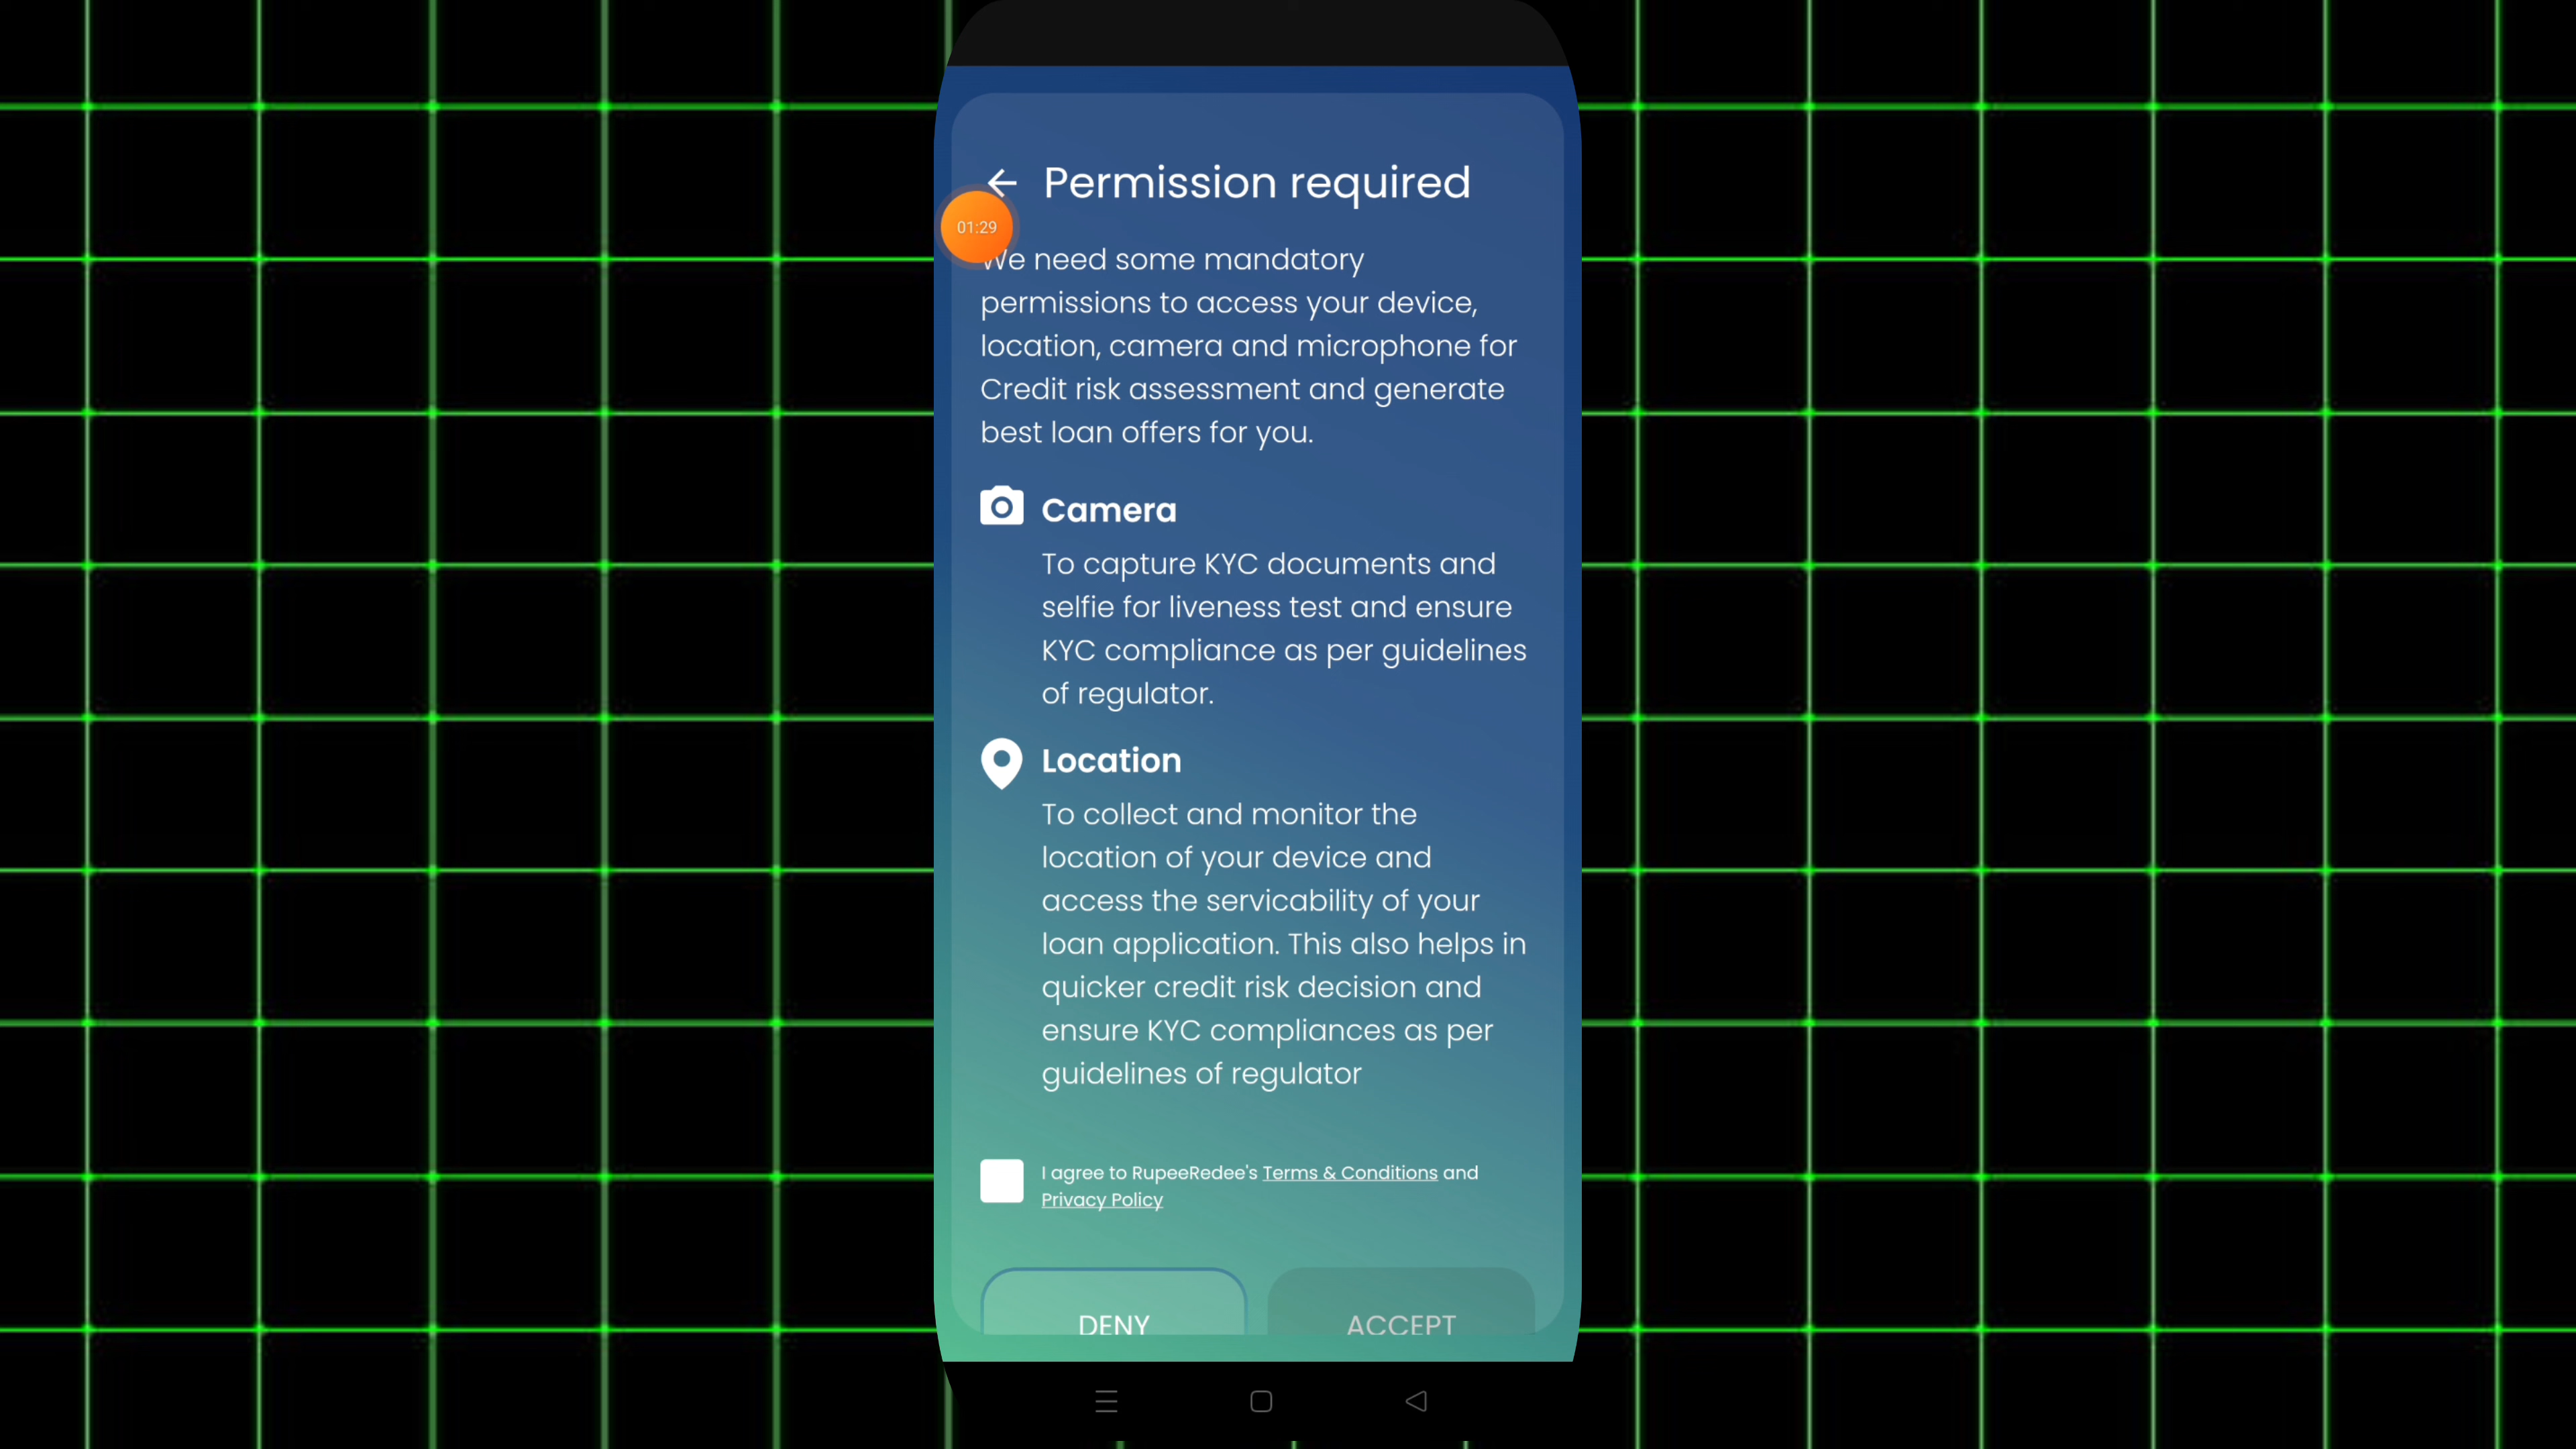 Permission required
01:29
We need some mandatory
permissions to access your device,
location, camera and microphone for
Credit risk assessment and generate
best loan offers for you.
Camera
To capture KYC documents and
selfie for liveness test and ensure
KYC compliance as per guidelines
of regulator.
Location
To collect and monitor the
location of your device and
access the servicability of your
loan application. This also helps in
quicker credit risk decision and
ensure KYC compliances as per
guidelines of regulator
I agree to RupeeRedee's Terms & Conditions and
Privacy Policy
DENY ACCEPT